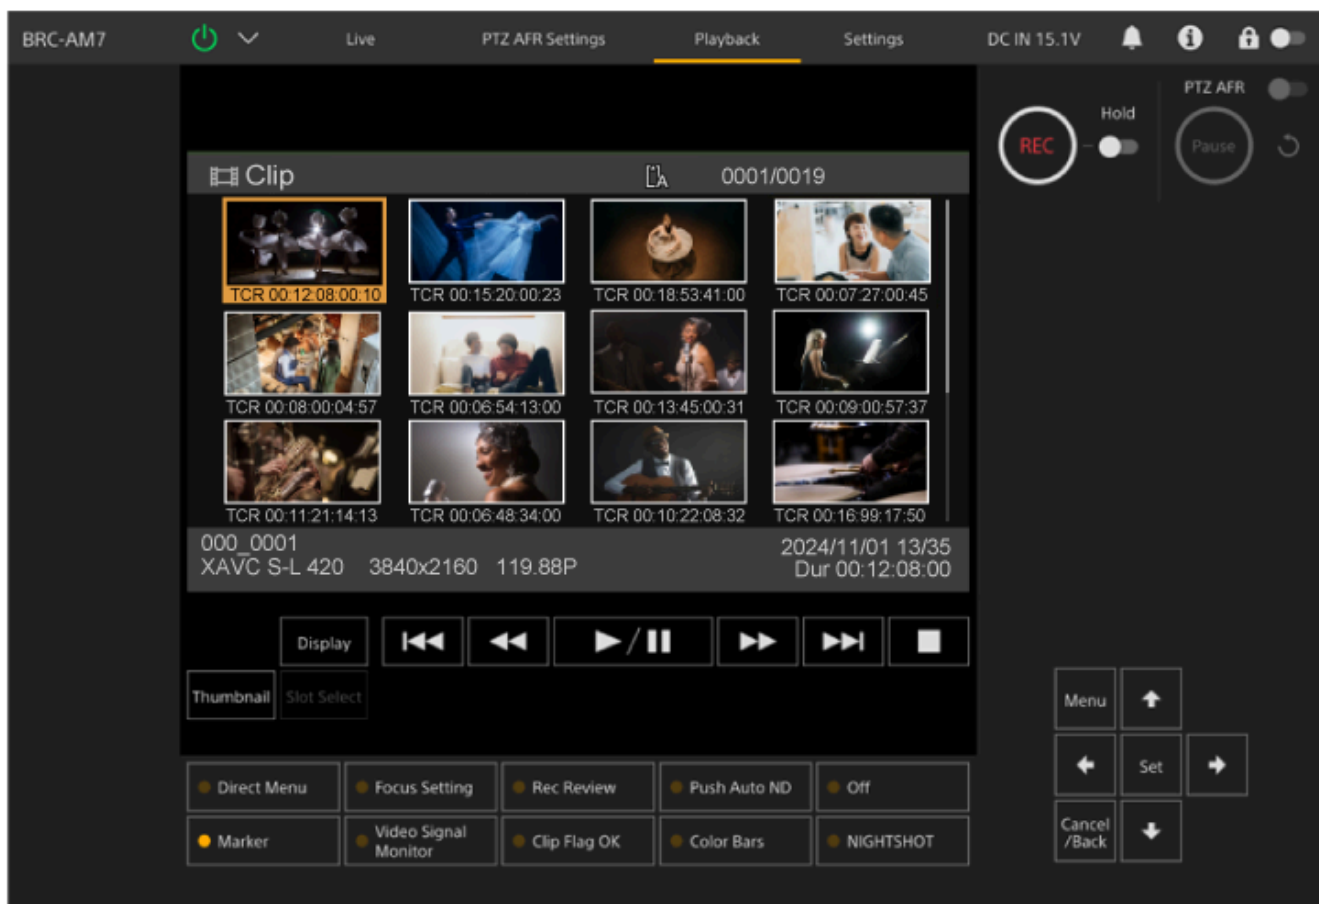 BRC-AM7 Live PTZ AFR Settings Playback Settings DC IN 15.1V
PTZ AFR
Hold
REC Pause
Clip A 0001/0019
TCR 00:12:08:00:10 TCR 00:15:20:00:23 TCR 00:18:53:41:00 TCR 00:07:27:00:45
TCR 00:08:00:04:57 TCR 00:06:54:13:00 TCR 00:13:45:00:31 TCR 00:09:00:57:37
TCR 00:11:21:14:13 TCR 00:06:48:34:00 TCR 00:10:22:08:32 TCR 00:16:99:17:50
000_0001 2024/11/01 13/35
XAVC S-L 420 3840x2160 119.88P Dur 00:12:08:00
Display
Thumbnail Slot Select
Menu
Set
Cancel
/Back
Direct Menu Focus Setting Rec Review Push Auto ND Off
Marker Video Signal
Monitor Clip Flag OK Color Bars NIGHTSHOT